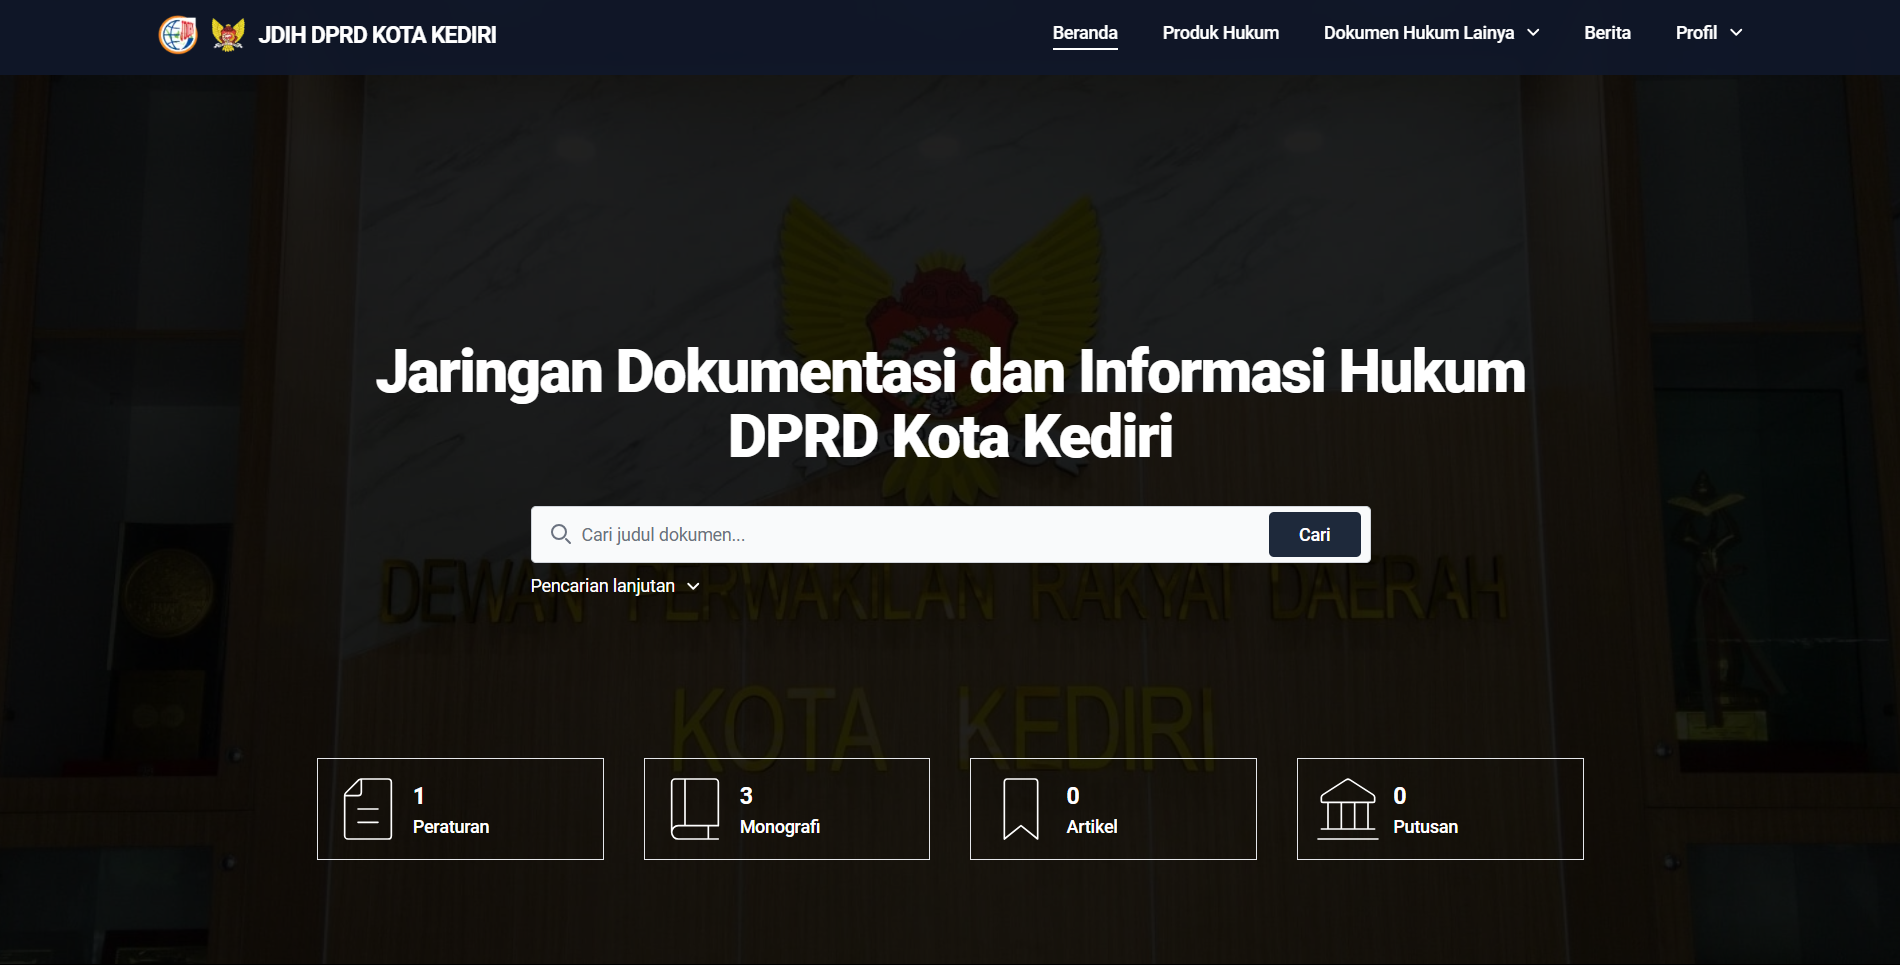 JDIH DPRD KOTA KEDIRI
Beranda
Produk Hukum
Dokumen Hukum Lainya
Berita
Profil
Jaringan Dokumentasi dan Informasi Hukum
DPRD Kota Kediri
Cari judul dokumen...
Cari
Pencarian lanjutan
DEWAN PERWAKILAN RAKYAT DAERAH
KOTA KEDIRI
1
Peraturan
3
Monografi
0
Artikel
0
Putusan